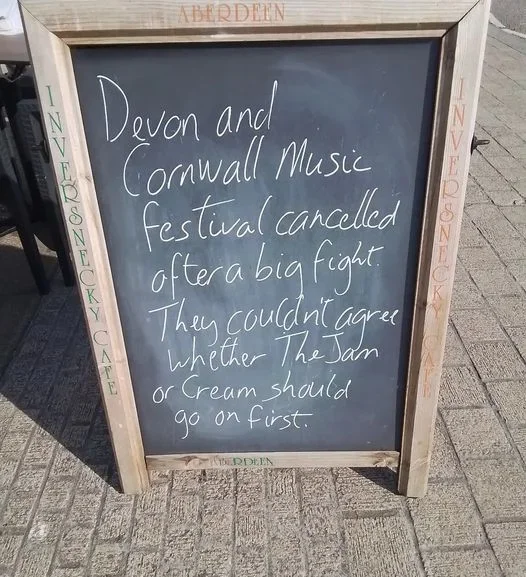 ABERDEEN
INVERSNECKY CAFE
Devon and
Cornwall Music
festival cancelled
after a big fight.
They couldn't agree
whether The Jam
or Cream should
go on first.
INVERSNECKY CAFE
ABERDEEN